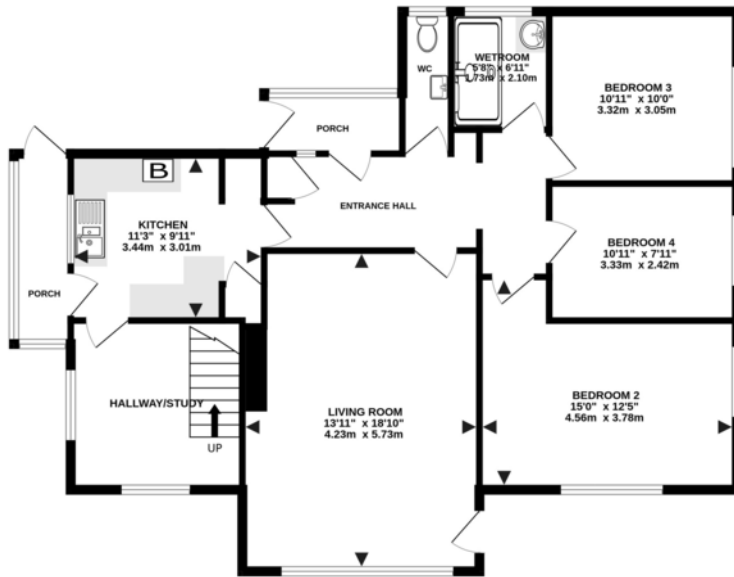 WC
WETROOM
5'8" x 6'11"
1.73m x 2.10m
BEDROOM 3
10'11" x 10'0"
3.32m x 3.05m
PORCH
B
KITCHEN
11'3" x 9'11"
3.44m x 3.01m
ENTRANCE HALL
BEDROOM 4
10'11" x 7'11"
3.33m x 2.42m
PORCH
HALLWAY/STUDY
UP
LIVING ROOM
13'11" x 18'10"
4.23m x 5.73m
BEDROOM 2
15'0" x 12'5"
4.56m x 3.78m